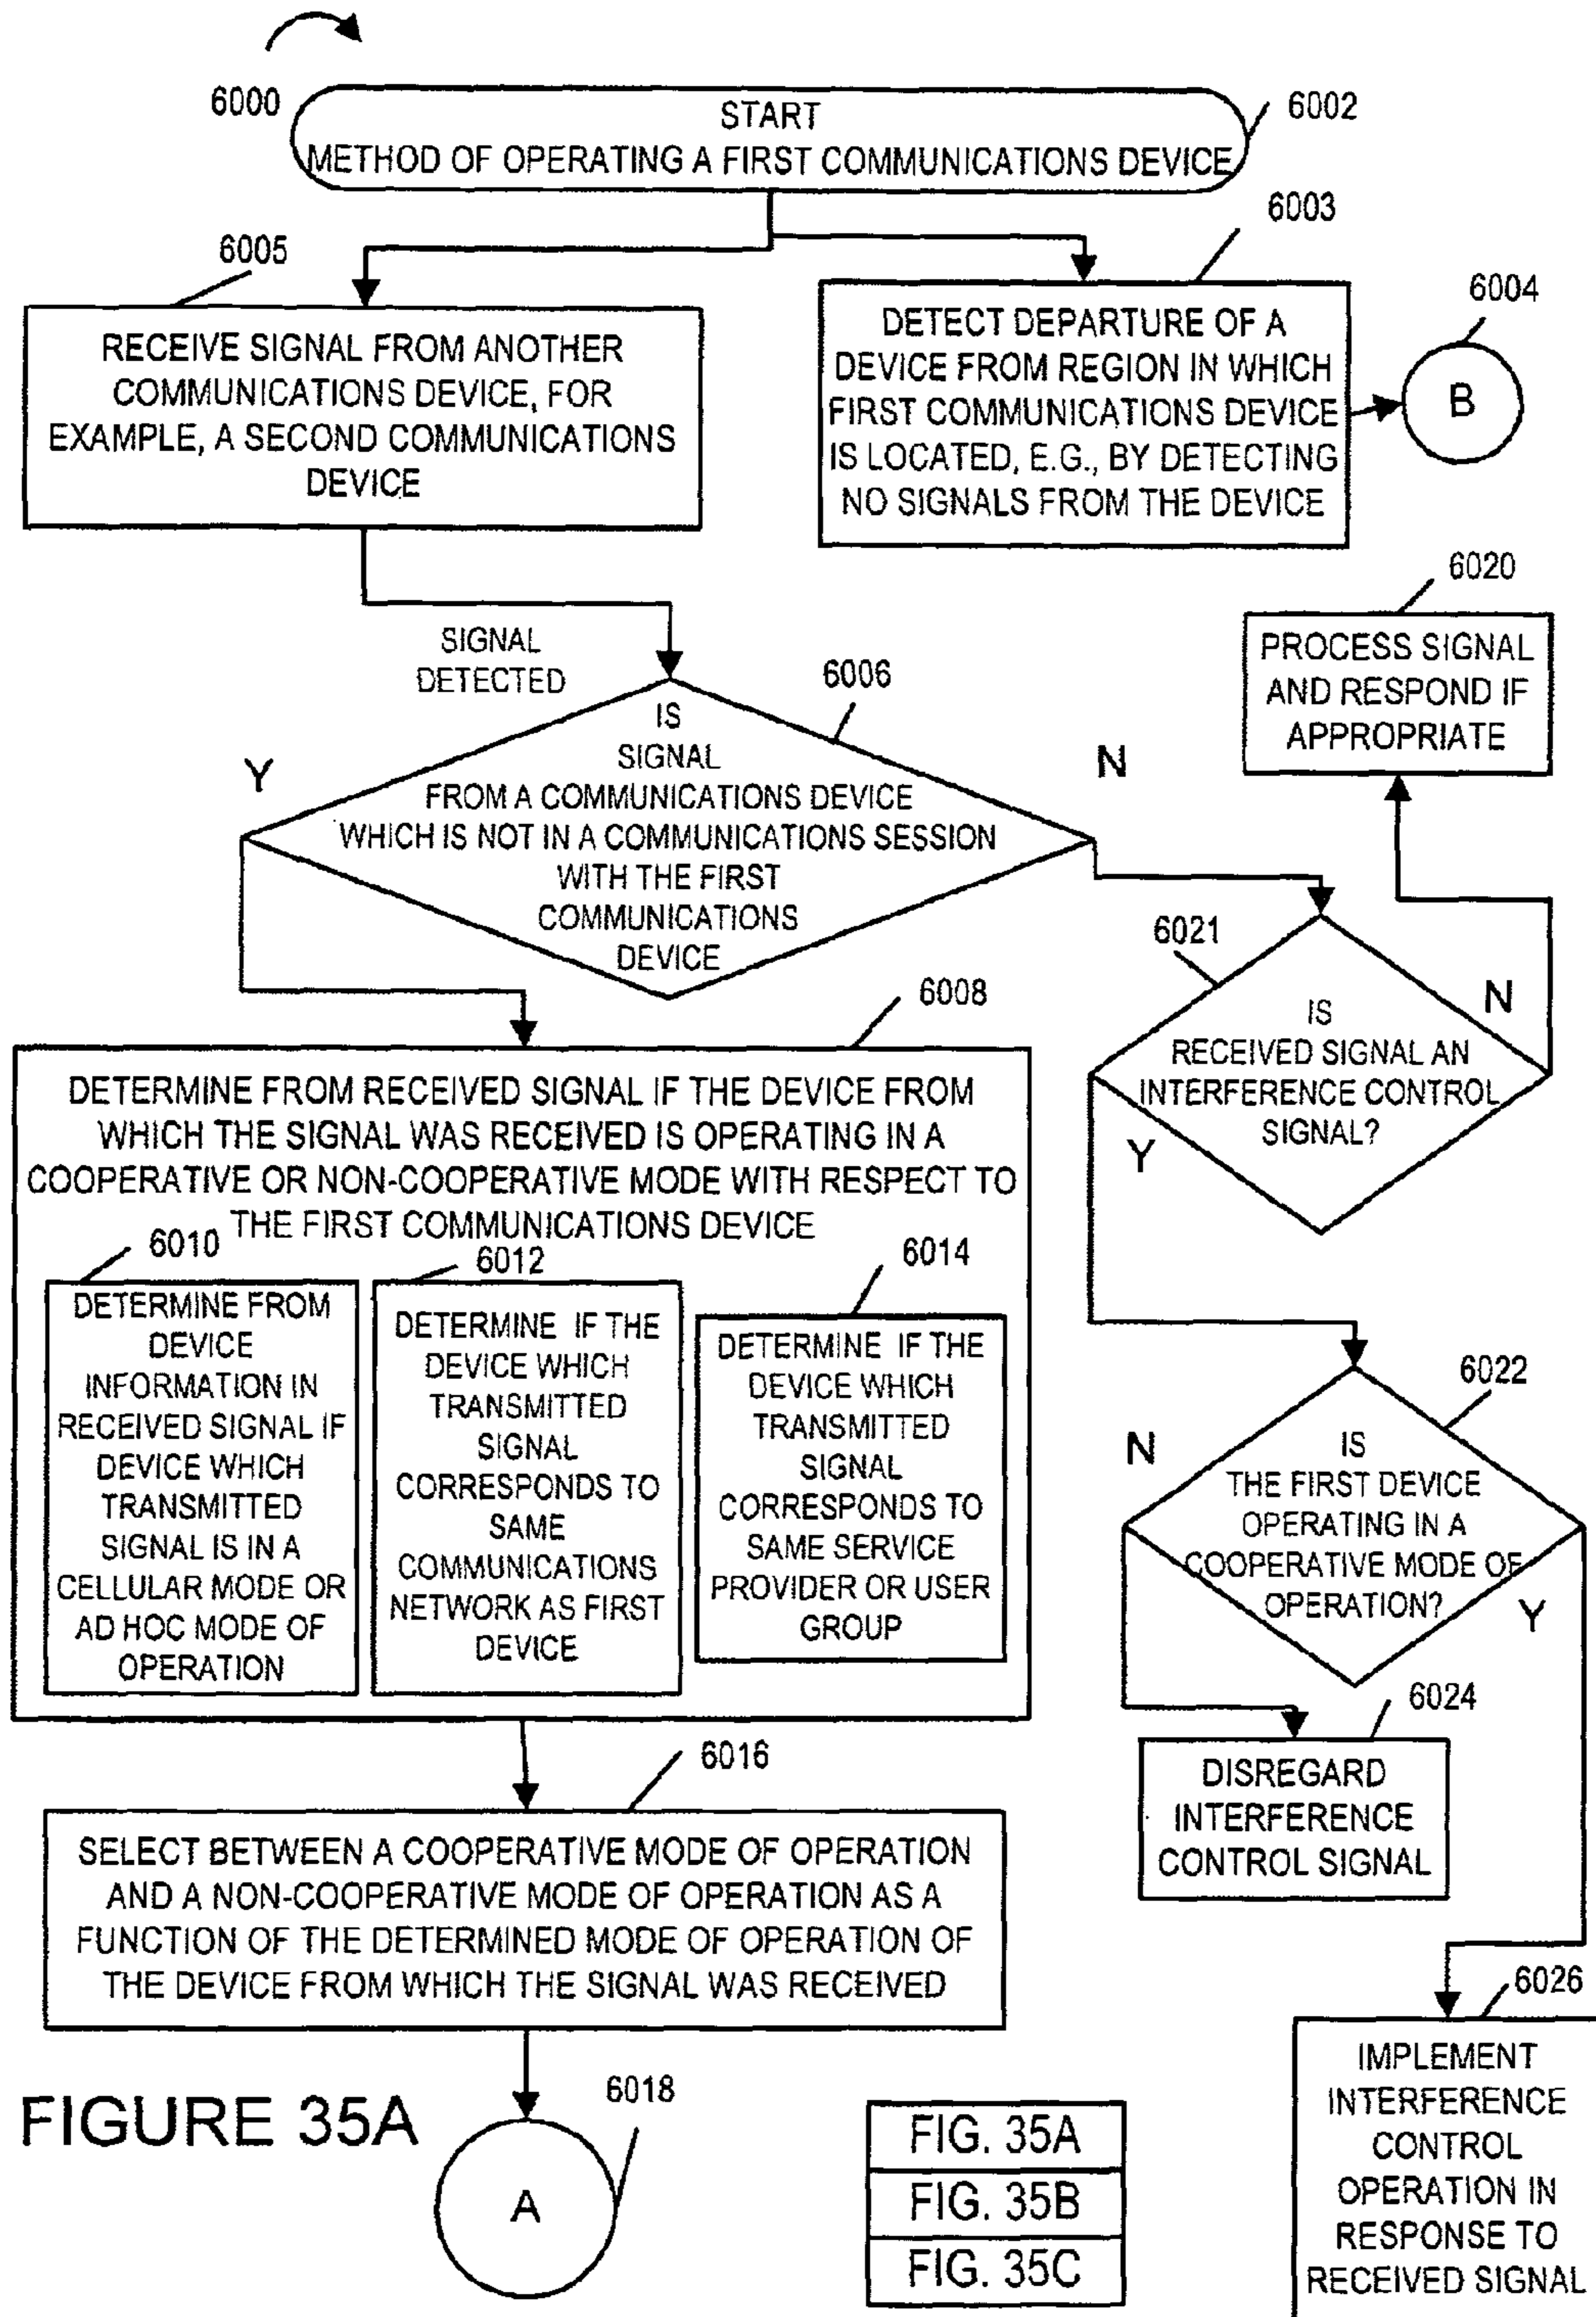 6000
START
METHOD OF OPERATING A FIRST COMMUNICATIONS DEVICE
6002
6005
RECEIVE SIGNAL FROM ANOTHER
COMMUNICATIONS DEVICE, FOR
EXAMPLE, A SECOND COMMUNICATIONS
DEVICE
6003
DETECT DEPARTURE OF A
DEVICE FROM REGION IN WHICH
FIRST COMMUNICATIONS DEVICE
IS LOCATED, E.G., BY DETECTING
NO SIGNALS FROM THE DEVICE
6004
B
SIGNAL
DETECTED
6006
IS
SIGNAL
FROM A COMMUNICATIONS DEVICE
WHICH IS NOT IN A COMMUNICATIONS SESSION
WITH THE FIRST
COMMUNICATIONS
DEVICE
Y
N
6020
PROCESS SIGNAL
AND RESPOND IF
APPROPRIATE
6021
IS
RECEIVED SIGNAL AN
INTERFERENCE CONTROL
SIGNAL?
N
Y
6008
DETERMINE FROM RECEIVED SIGNAL IF THE DEVICE FROM
WHICH THE SIGNAL WAS RECEIVED IS OPERATING IN A
COOPERATIVE OR NON-COOPERATIVE MODE WITH RESPECT TO
THE FIRST COMMUNICATIONS DEVICE
6010
DETERMINE FROM
DEVICE
INFORMATION IN
RECEIVED SIGNAL IF
DEVICE WHICH
TRANSMITTED
SIGNAL IS IN A
CELLULAR MODE OR
AD HOC MODE OF
OPERATION
6012
DETERMINE IF THE
DEVICE WHICH
TRANSMITTED
SIGNAL
CORRESPONDS TO
SAME
COMMUNICATIONS
NETWORK AS FIRST
DEVICE
6014
DETERMINE IF THE
DEVICE WHICH
TRANSMITTED
SIGNAL
CORRESPONDS TO
SAME SERVICE
PROVIDER OR USER
GROUP
6022
IS
THE FIRST DEVICE
OPERATING IN A
COOPERATIVE MODE OF
OPERATION?
N
Y
6024
DISREGARD
INTERFERENCE
CONTROL SIGNAL
6016
SELECT BETWEEN A COOPERATIVE MODE OF OPERATION
AND A NON-COOPERATIVE MODE OF OPERATION AS A
FUNCTION OF THE DETERMINED MODE OF OPERATION OF
THE DEVICE FROM WHICH THE SIGNAL WAS RECEIVED
6026
IMPLEMENT
INTERFERENCE
CONTROL
OPERATION IN
RESPONSE TO
RECEIVED SIGNAL
FIGURE 35A
6018
A
FIG. 35A
FIG. 35B
FIG. 35C